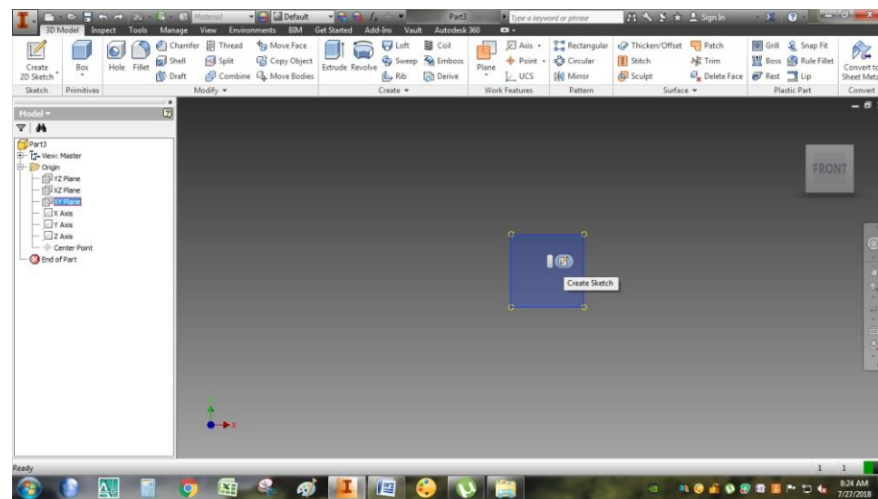 Material Default Part3 Type a keyword or phrase Sign In
3D Model Inspect Tools Manage View Environments BIM Get Started Add-Ins Vault Autodesk 360
Create 2D Sketch
Box
Hole Fillet
Chamfer Thread Move Face
Shell Split Copy Object
Draft Combine Move Bodies
Extrude Revolve
Loft Coil
Sweep Emboss
Rib Derive
Plane
Axis
Point
UCS
Rectangular
Circular
Mirror
Thicken/Offset Patch
Stitch Trim
Sculpt Delete Face
Grill Snap Fit
Boss Rule Fillet
Rest Lip
Convert to
Sheet Meta
Sketch Primitives Modify Create Work Features Pattern Surface Plastic Part Convert
Model
Part3
View: Master
Origin
YZ Plane
XZ Plane
XY Plane
X Axis
Y Axis
Z Axis
Center Point
End of Part
FRONT
Create Sketch
X
Ready 1 1
8:24 AM
7/27/2018